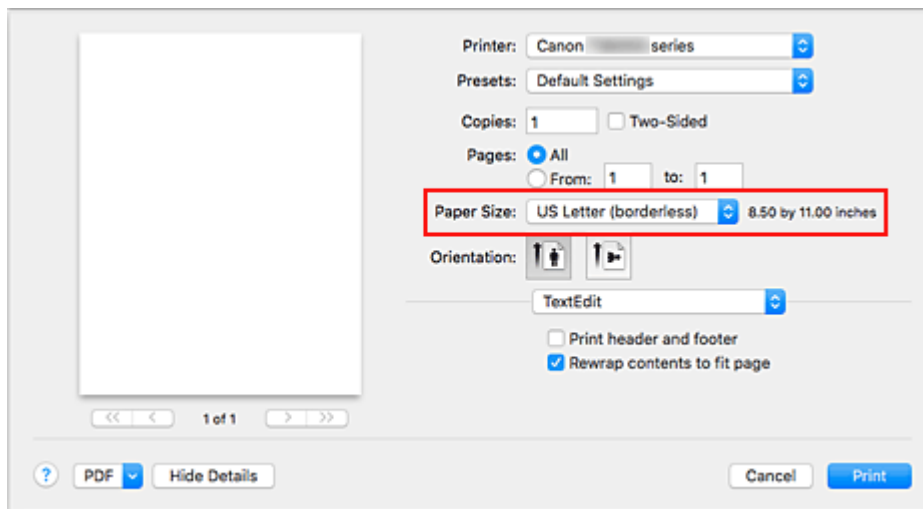 Printer: Canon series
Presets: Default Settings
Copies: 1 Two-Sided
Pages: All
From: 1 to: 1
Paper Size: US Letter (borderless) 8.50 by 11.00 inches
Orientation:
TextEdit
Print header and footer
Rewrap contents to fit page
<< < 1 of 1 > >>
? PDF Hide Details Cancel Print